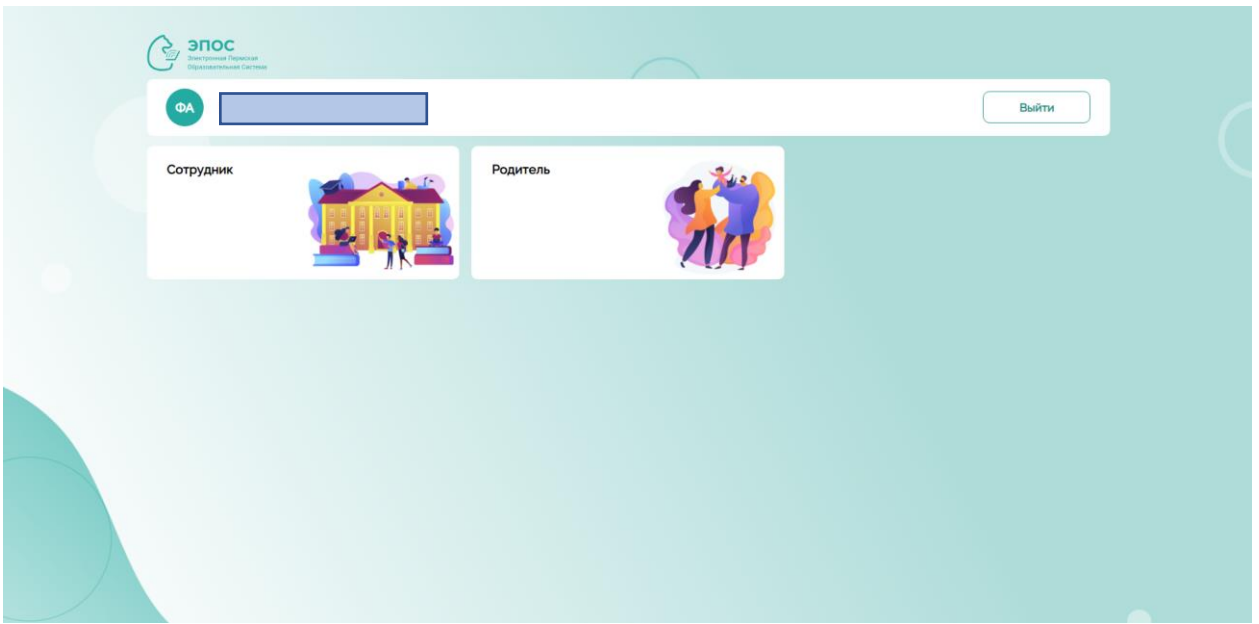 ЭПОС
Электронная Пермская
Образовательная Система
ФА
Выйти
Сотрудник
Родитель